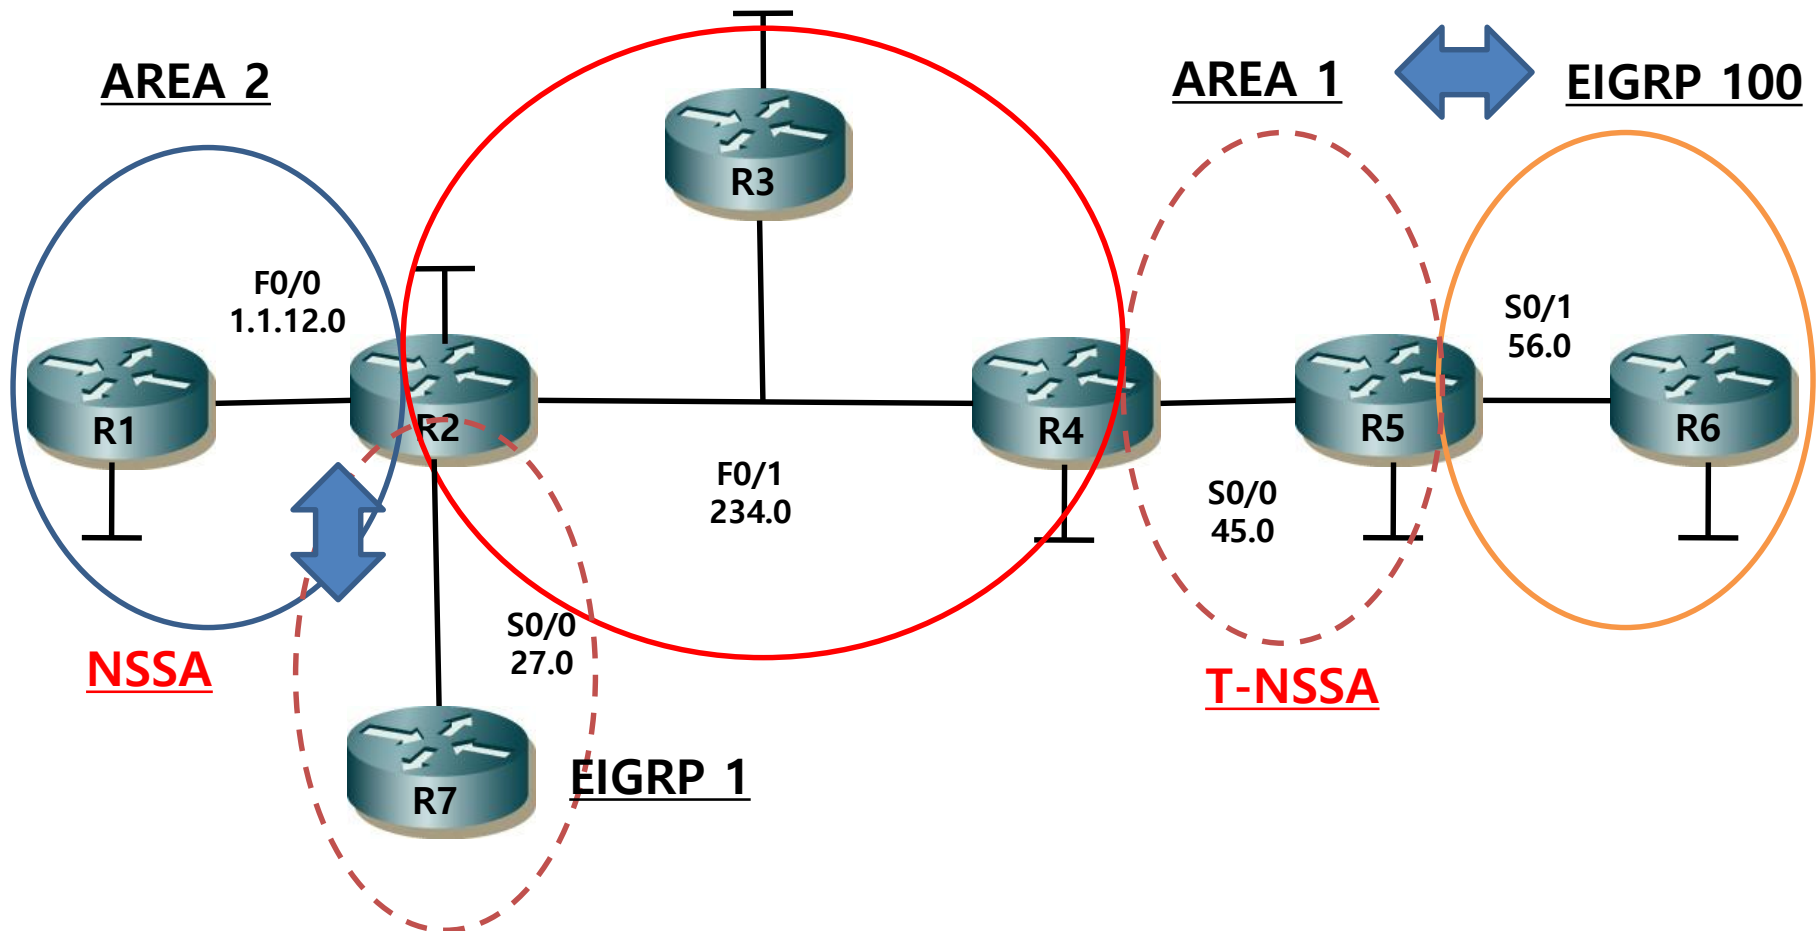 AREA 2
AREA 1
EIGRP 100
R3
F0/0
1.1.12.0
S0/1
56.0
R1
R2
R4
R5
R6
F0/1
234.0
S0/0
45.0
S0/0
27.0
NSSA
T-NSSA
EIGRP 1
R7